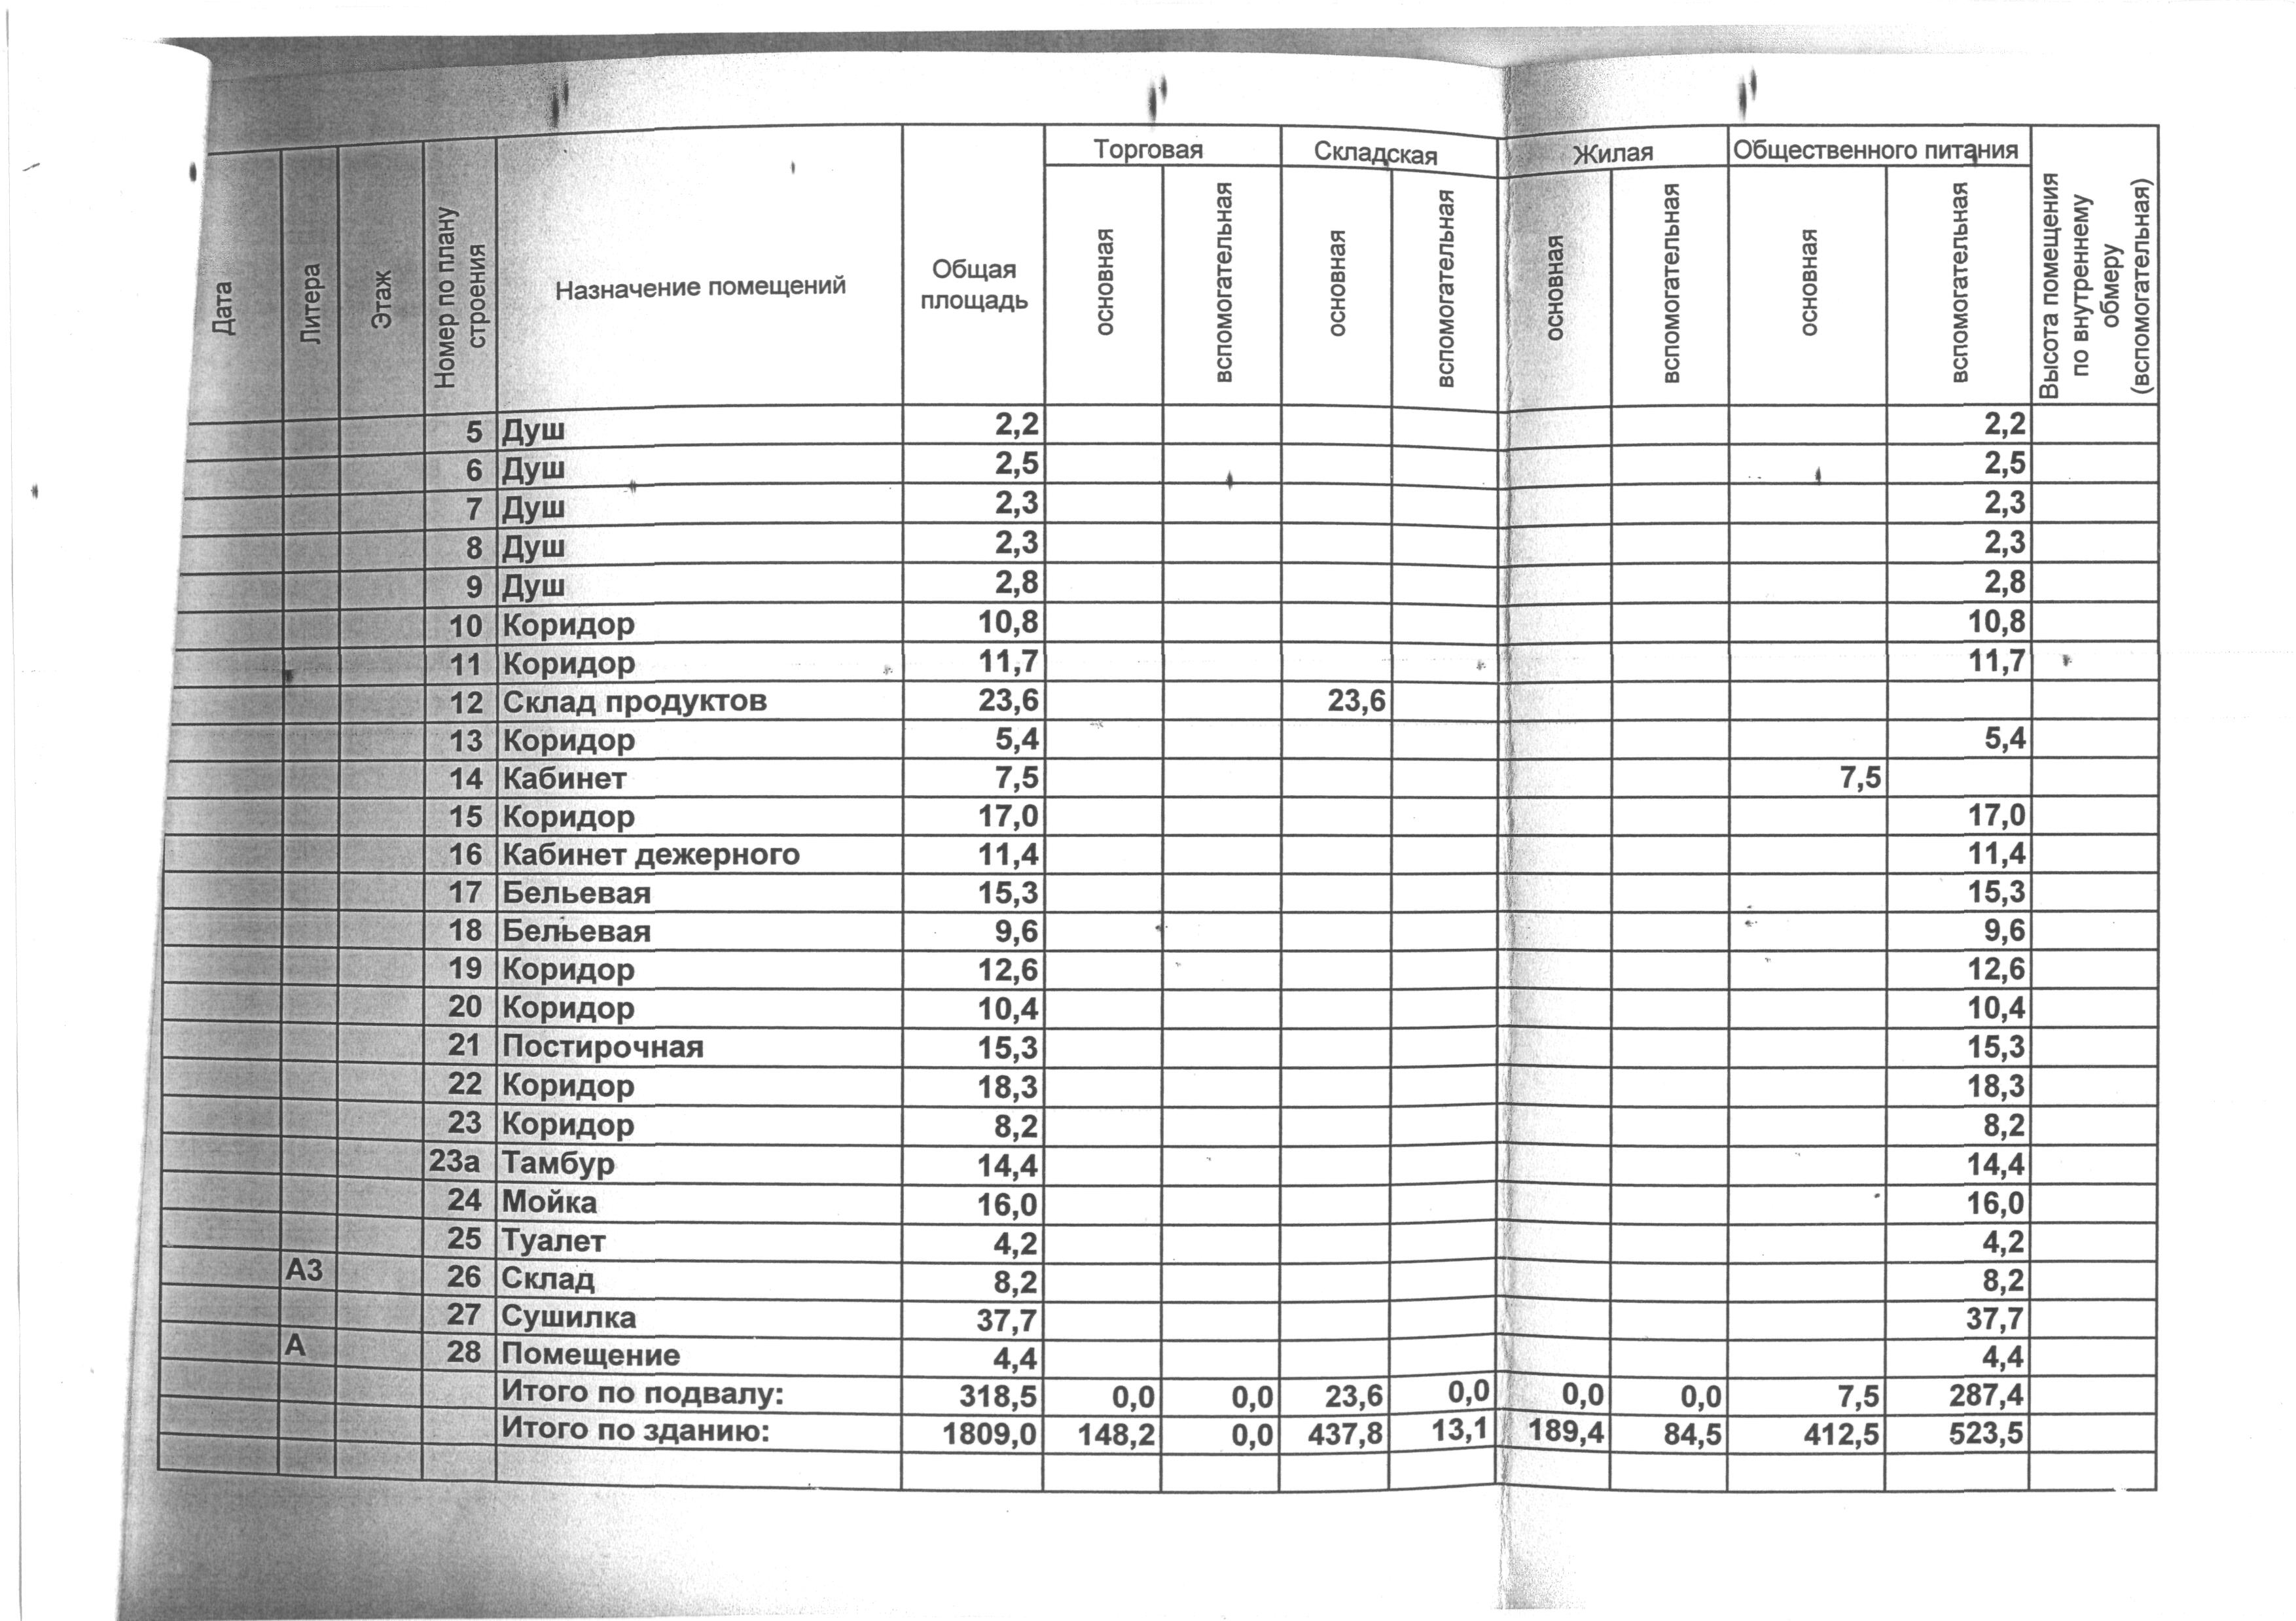 Дата Литера Этаж Номер по плану строения Назначение помещений Общая площадь Торговая Складская Жилая Общественного питания Высота помещения по внутреннему обмеру (вспомогательная)
основная вспомогательная основная вспомогательная основная вспомогательная основная вспомогательная
5 Душ 2,2 2,2
6 Душ 2,5 2,5
7 Душ 2,3 2,3
8 Душ 2,3 2,3
9 Душ 2,8 2,8
10 Коридор 10,8 10,8
11 Коридор 11,7 11,7
12 Склад продуктов 23,6 23,6
13 Коридор 5,4 5,4
14 Кабинет 7,5 7,5
15 Коридор 17,0 17,0
16 Кабинет дежерного 11,4 11,4
17 Бельевая 15,3 15,3
18 Бельевая 9,6 9,6
19 Коридор 12,6 12,6
20 Коридор 10,4 10,4
21 Постирочная 15,3 15,3
22 Коридор 18,3 18,3
23 Коридор 8,2 8,2
23а Тамбур 14,4 14,4
24 Мойка 16,0 16,0
25 Туалет 4,2 4,2
А3 26 Склад 8,2 8,2
27 Сушилка 37,7 37,7
А 28 Помещение 4,4 4,4
Итого по подвалу: 318,5 0,0 0,0 23,6 0,0 0,0 0,0 7,5 287,4
Итого по зданию: 1809,0 148,2 0,0 437,8 13,1 189,4 84,5 412,5 523,5